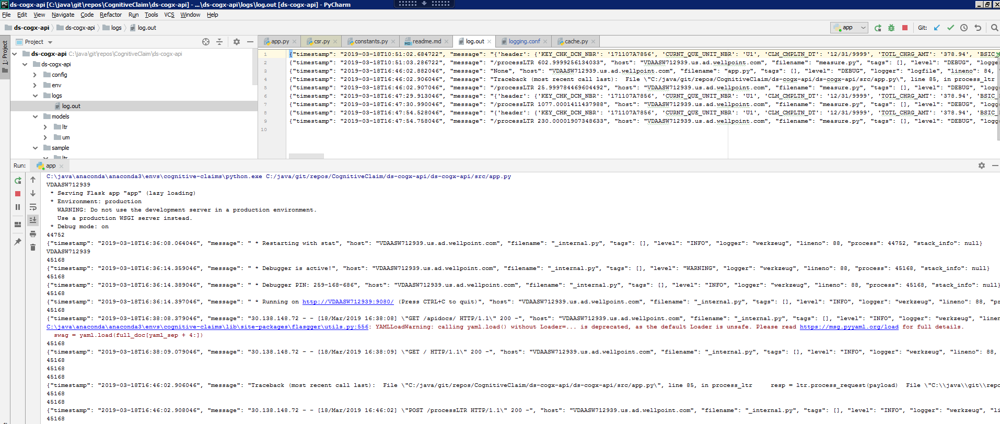 ds-cogx-api [C:\java\git\repos\CognitiveClaim\ds-cogx-api] - ...\ds-cogx-api\logs\log.out [ds-cogx-api] - PyCharm
File Edit View Navigate Code Refactor Run Tools VCS Window Help
ds-cogx-api ds-cogx-api logs log.out app Git:
1: Project
Project
app.py csr.py constants.py readme.md log.out logging.conf cache.py
ds-cogx-api C:\java\git\repos\CognitiveClaim\ds-cogx-api
ds-cogx-api
config
env
logs
log.out
models
ltr
um
sample
ltr
1 {"timestamp": "2019-03-18T10:51:02.684722", "message": "{'header': {'KEY_CHK_DCN_NBR': '171107A7856', 'CURNT_QUE_UNIT_NBR': 'U1', 'CLM_CMPLTN_DT': '12/31/9999', 'TOTL_CHRG_AMT': '378.94', 'BSIC_
2 {"timestamp": "2019-03-18T10:51:03.286722", "message": "/processLTR 602.9999256134033", "host": "VDAASW712939.us.ad.wellpoint.com", "filename": "measure.py", "tags": [], "level": "DEBUG", "logge
3 {"timestamp": "2019-03-18T16:46:02.882046", "message": "None", "host": "VDAASW712939.us.ad.wellpoint.com", "filename": "app.py", "tags": [], "level": "DEBUG", "logger": "logfile", "lineno": 84,
4 {"timestamp": "2019-03-18T16:46:02.906046", "message": "Traceback (most recent call last):  File \"C:/java/git/repos/CognitiveClaim/ds-cogx-api/ds-cogx-api/src/app.py\", line 85, in process_ltr
5 {"timestamp": "2019-03-18T16:46:02.907046", "message": "/processLTR 25.999784469604492", "host": "VDAASW712939.us.ad.wellpoint.com", "filename": "measure.py", "tags": [], "level": "DEBUG", "logg
6 {"timestamp": "2019-03-18T16:47:29.913046", "message": "{'header': {'KEY_CHK_DCN_NBR': '171107A7856', 'CURNT_QUE_UNIT_NBR': 'U1', 'CLM_CMPLTN_DT': '12/31/9999', 'TOTL_CHRG_AMT': '378.94', 'BSIC_
7 {"timestamp": "2019-03-18T16:47:30.990046", "message": "/processLTR 1077.0001411437988", "host": "VDAASW712939.us.ad.wellpoint.com", "filename": "measure.py", "tags": [], "level": "DEBUG", "logg
8 {"timestamp": "2019-03-18T16:47:54.528046", "message": "{'header': {'KEY_CHK_DCN_NBR': '171107A7856', 'CURNT_QUE_UNIT_NBR': 'U1', 'CLM_CMPLTN_DT': '12/31/9999', 'TOTL_CHRG_AMT': '378.94', 'BSIC_
9 {"timestamp": "2019-03-18T16:47:54.758046", "message": "/processLTR 230.00001907348633", "host": "VDAASW712939.us.ad.wellpoint.com", "filename": "measure.py", "tags": [], "level": "DEBUG", "logg
10
Run: app
C:\java\anaconda\anaconda3\envs\cognitive-claims\python.exe C:/java/git/repos/CognitiveClaim/ds-cogx-api/ds-cogx-api/src/app.py
VDAASW712939
* Serving Flask app "app" (lazy loading)
* Environment: production
WARNING: Do not use the development server in a production environment.
Use a production WSGI server instead.
* Debug mode: on
44752
{"timestamp": "2019-03-18T16:36:08.064046", "message": " * Restarting with stat", "host": "VDAASW712939.us.ad.wellpoint.com", "filename": "_internal.py", "tags": [], "level": "INFO", "logger": "werkzeug", "lineno": 88, "process": 44752, "stack_info": null}
VDAASW712939
45168
{"timestamp": "2019-03-18T16:36:14.359046", "message": " * Debugger is active!", "host": "VDAASW712939.us.ad.wellpoint.com", "filename": "_internal.py", "tags": [], "level": "WARNING", "logger": "werkzeug", "lineno": 88, "process": 45168, "stack_info": null}
45168
{"timestamp": "2019-03-18T16:36:14.389046", "message": " * Debugger PIN: 259-168-686", "host": "VDAASW712939.us.ad.wellpoint.com", "filename": "_internal.py", "tags": [], "level": "INFO", "logger": "werkzeug", "lineno": 88, "process": 45168, "stack_info": null}
45168
{"timestamp": "2019-03-18T16:36:14.397046", "message": " * Running on http://VDAASW712939:9080/ (Press CTRL+C to quit)", "host": "VDAASW712939.us.ad.wellpoint.com", "filename": "_internal.py", "tags": [], "level": "INFO", "logger": "werkzeug", "lineno": 88, "pr
45168
{"timestamp": "2019-03-18T16:38:08.379046", "message": "30.138.148.72 - - [18/Mar/2019 16:38:08] \"GET /apidocs/ HTTP/1.1\" 200 -", "host": "VDAASW712939.us.ad.wellpoint.com", "filename": "_internal.py", "tags": [], "level": "INFO", "logger": "werkzeug", "linen
C:\java\anaconda\anaconda3\envs\cognitive-claims\lib\site-packages\flasgger\utils.py:556: YAMLLoadWarning: calling yaml.load() without Loader=... is deprecated, as the default Loader is unsafe. Please read https://msg.pyyaml.org/load for full details.
swag = yaml.load(full_doc[yaml_sep + 4:])
45168
{"timestamp": "2019-03-18T16:38:09.079046", "message": "30.138.148.72 - - [18/Mar/2019 16:38:09] \"GET / HTTP/1.1\" 200 -", "host": "VDAASW712939.us.ad.wellpoint.com", "filename": "_internal.py", "tags": [], "level": "INFO", "logger": "werkzeug", "lineno": 88,
45168
45168
45168
{"timestamp": "2019-03-18T16:46:02.906046", "message": "Traceback (most recent call last):  File \"C:/java/git/repos/CognitiveClaim/ds-cogx-api/ds-cogx-api/src/app.py\", line 85, in process_ltr    resp = ltr.process_request(payload)  File \"C:\\java\\git\\repo
45168
45168
{"timestamp": "2019-03-18T16:46:02.908046", "message": "30.138.148.72 - - [18/Mar/2019 16:46:02] \"POST /processLTR HTTP/1.1\" 200 -", "host": "VDAASW712939.us.ad.wellpoint.com", "filename": "_internal.py", "tags": [], "level": "INFO", "logger": "werkzeug", "li
45168